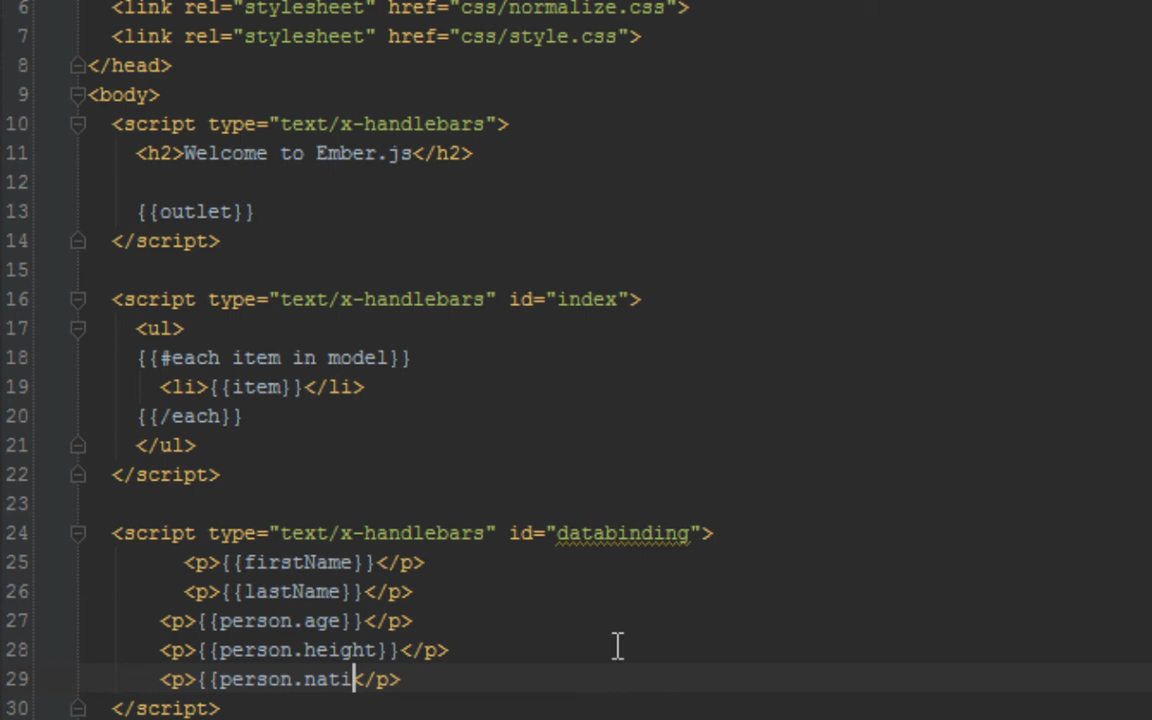 6 <link rel="stylesheet" href="css/normalize.css">
7 <link rel="stylesheet" href="css/style.css">
8 </head>
9 <body>
10 <script type="text/x-handlebars">
11 <h2>Welcome to Ember.js</h2>
12
13 {{outlet}}
14 </script>
15
16 <script type="text/x-handlebars" id="index">
17 <ul>
18 {{#each item in model}}
19 <li>{{item}}</li>
20 {{/each}}
21 </ul>
22 </script>
23
24 <script type="text/x-handlebars" id="databinding">
25 <p>{{firstName}}</p>
26 <p>{{lastName}}</p>
27 <p>{{person.age}}</p>
28 <p>{{person.height}}</p>
29 <p>{{person.nati</p>
30 </script>